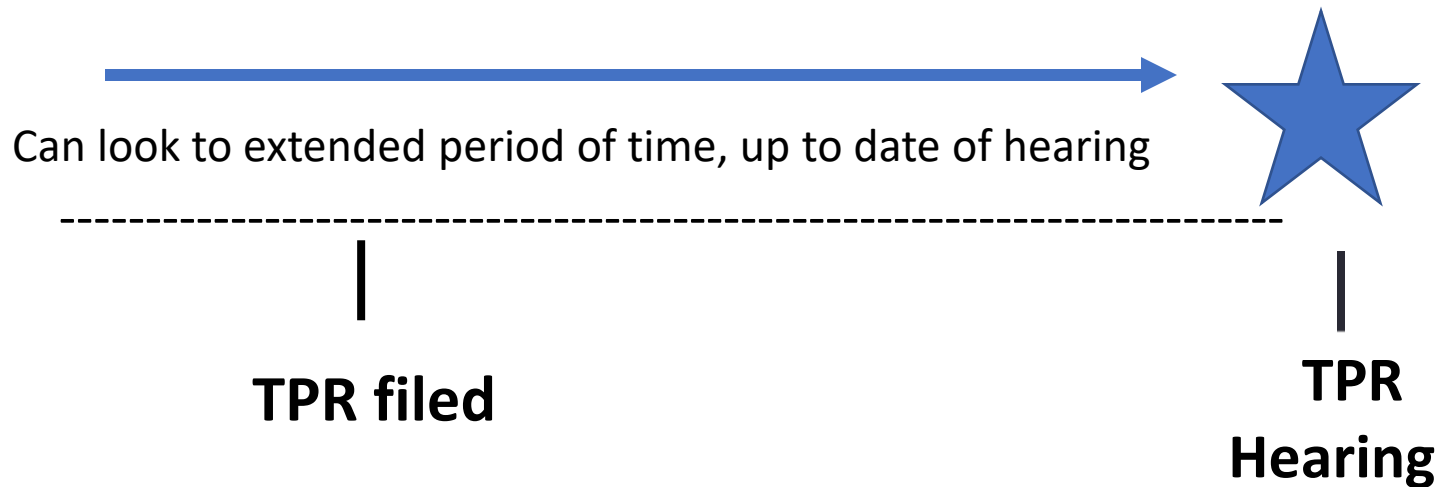 Can look to extended period of time, up to date of hearing
TPR filed
TPR
Hearing